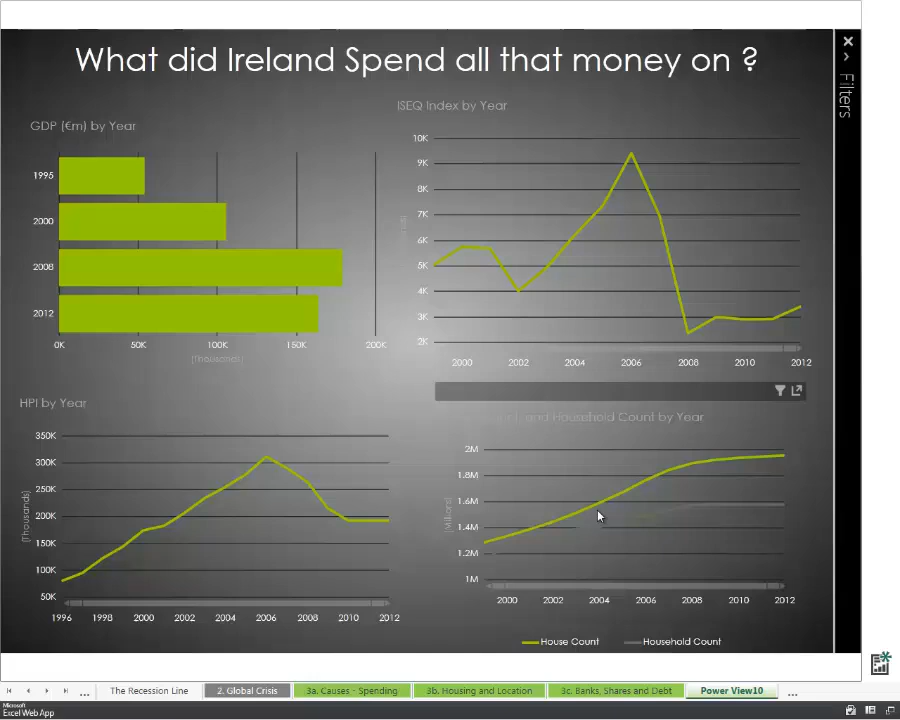 What did Ireland Spend all that money on ?
Filters
GDP (€m) by Year
1995
2000
2008
2012
0K 50K 100K 150K 200K
(Thousands)
ISEQ Index by Year
10K
9K
8K
7K
6K
5K
4K
3K
2K
2000 2002 2004 2006 2008 2010 2012
HPI by Year
(Thousands)
350K
300K
250K
200K
150K
100K
50K
1996 1998 2000 2002 2004 2006 2008 2010 2012
and Household Count by Year
(Millions)
2M
1.8M
1.6M
1.4M
1.2M
1M
2000 2002 2004 2006 2008 2010 2012
House Count Household Count
... The Recession Line 2. Global Crisis 3a. Causes - Spending 3b. Housing and Location 3c. Banks, Shares and Debt Power View10 ...
Microsoft
Excel Web App